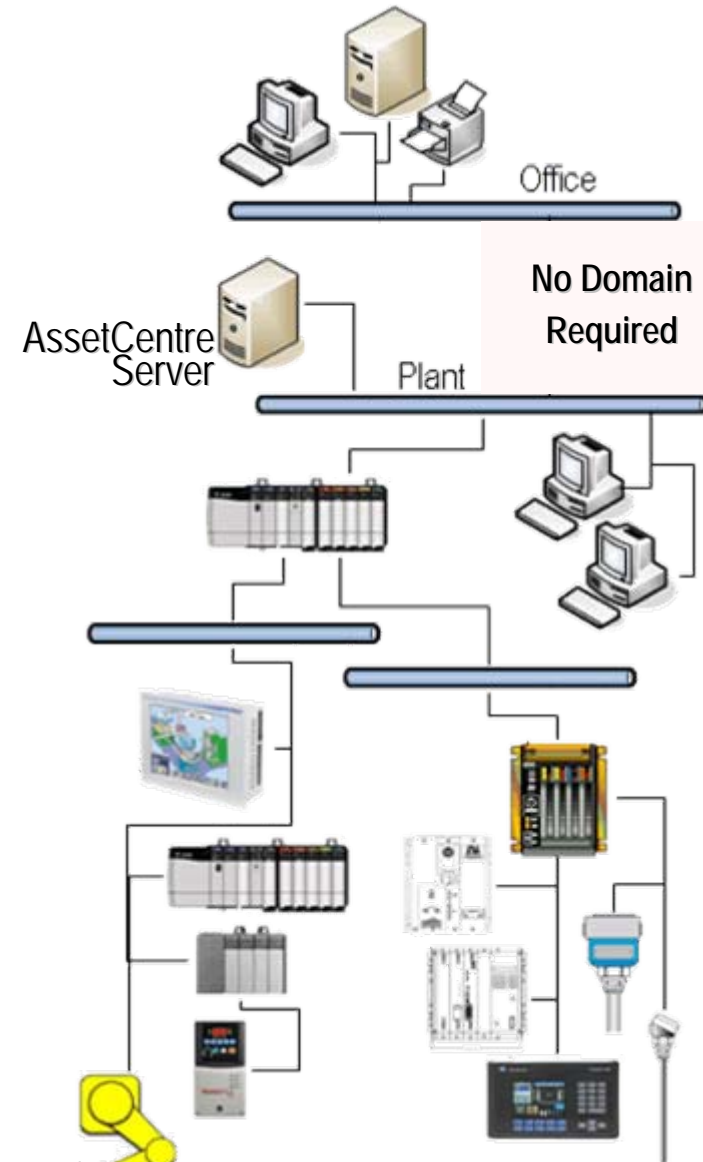 Office
No Domain
Required
AssetCentre
Server
Plant